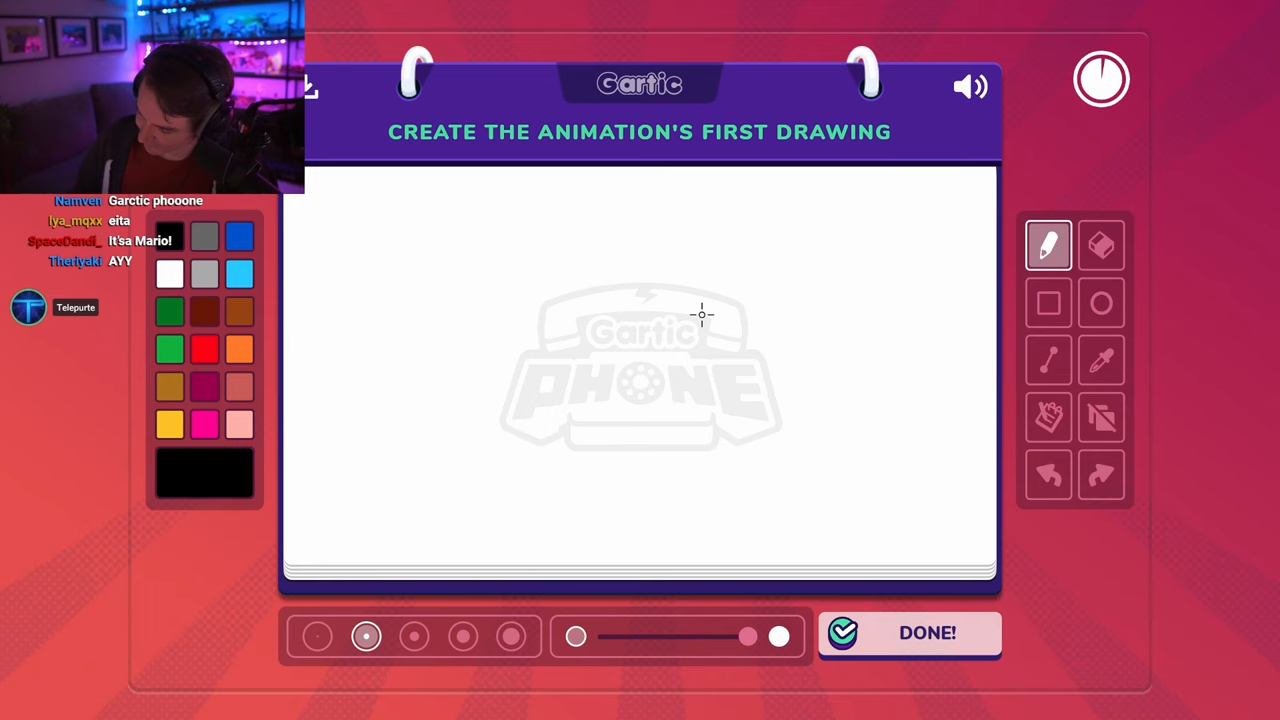 Gartic
CREATE THE ANIMATION'S FIRST DRAWING
Namven Garctic phooone
lya_mqxx eita
SpaceDandi_ It'sa Mario!
Theriyaki AYY
Telepurte
Gartic
PHONE
DONE!